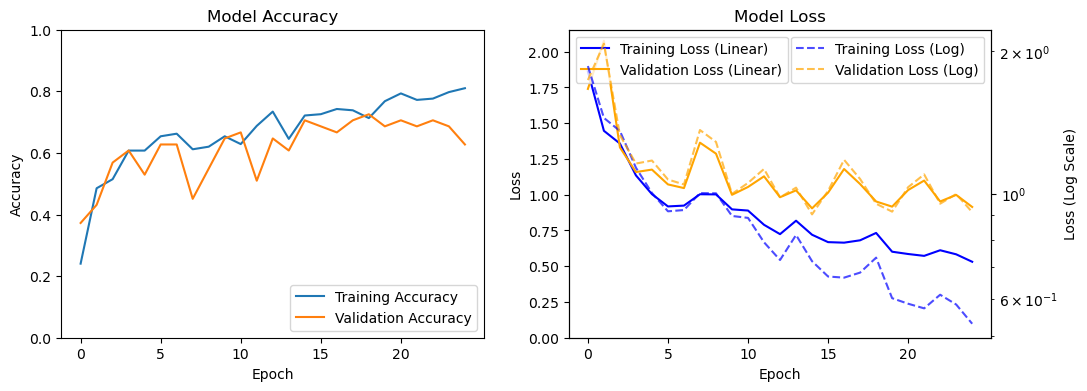 Model Accuracy
1.0
0.8
0.6
0.4
0.2
0.0
Accuracy
0
5
10
15
20
Epoch
Training Accuracy
Validation Accuracy
Model Loss
2.00
1.75
1.50
1.25
1.00
0.75
0.50
0.25
0.00
Loss
0
5
10
15
20
Epoch
Training Loss (Linear)
Validation Loss (Linear)
Training Loss (Log)
Validation Loss (Log)
2 × 10⁰
10⁰
6 × 10⁻¹
Loss (Log Scale)